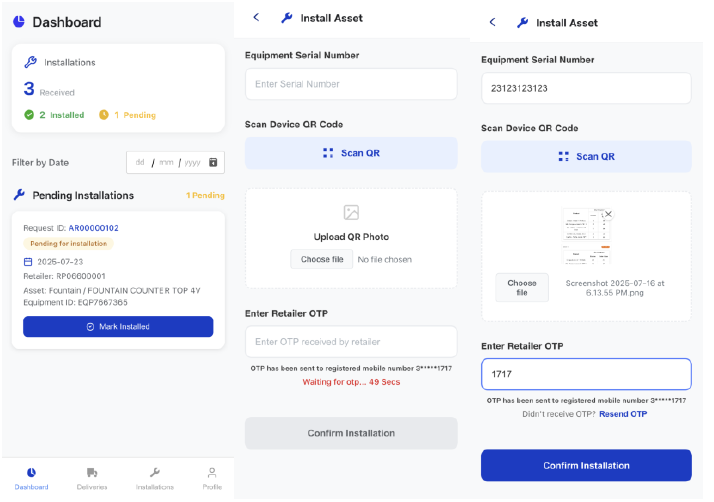 Dashboard
Installations
3 Received
2 Installed 1 Pending
Filter by Date
dd / mm / yyyy
Pending Installations 1 Pending
Request ID: AR00000102
Pending for installation
2025-07-23
Retailer: RP06600001
Asset: Fountain / FOUNTAIN COUNTER TOP 4V
Equipment ID: EQP7667365
Mark Installed
Dashboard Deliveries Installations Profile
Install Asset
Equipment Serial Number
Enter Serial Number
Scan Device QR Code
Scan QR
Upload QR Photo
Choose file No file chosen
Enter Retailer OTP
Enter OTP received by retailer
OTP has been sent to registered mobile number 3*****1717
Waiting for otp... 49 Secs
Confirm Installation
Install Asset
Equipment Serial Number
23123123123
Scan Device QR Code
Scan QR
Choose file
Screenshot 2025-07-16 at
6.13.55 PM.png
Enter Retailer OTP
1717
OTP has been sent to registered mobile number 3*****1717
Didn't receive OTP? Resend OTP
Confirm Installation